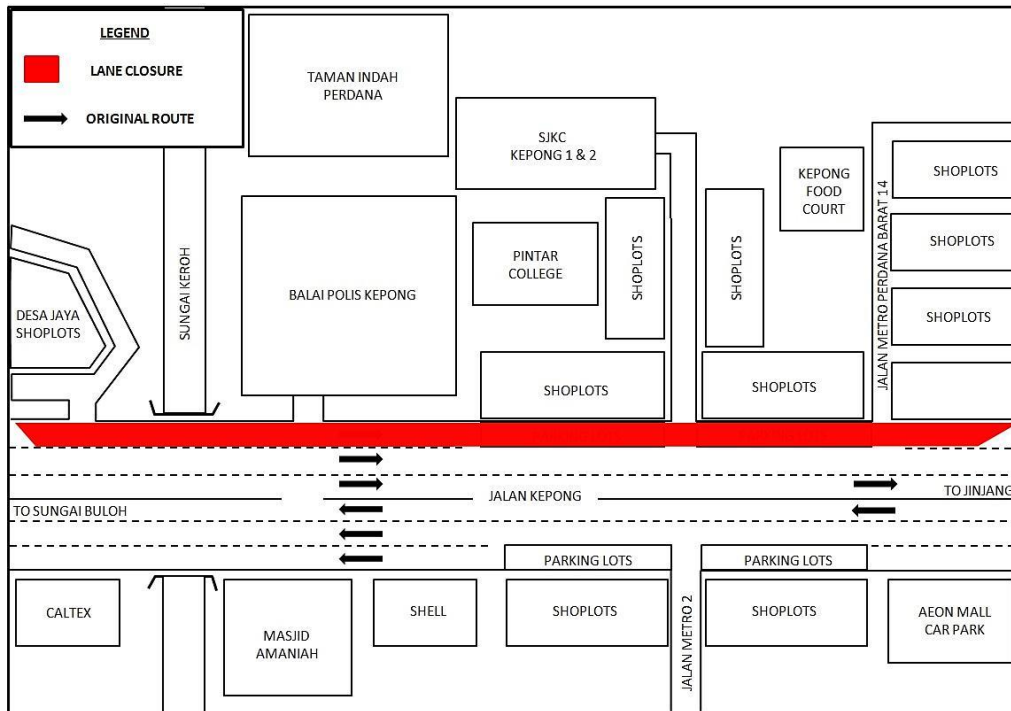 LEGEND
LANE CLOSURE
ORIGINAL ROUTE
TAMAN INDAH
PERDANA
SJKC
KEPONG 1 & 2
KEPONG
FOOD
COURT
SHOPLOTS
SHOPLOTS
SHOPLOTS
JALAN METRO PERDANA BARAT 14
SHOPLOTS
SHOPLOTS
PINTAR
COLLEGE
SUNGAI KEROH
BALAI POLIS KEPONG
DESA JAYA
SHOPLOTS
SHOPLOTS
SHOPLOTS
JALAN KEPONG
TO JINJANG
TO SUNGAI BULOH
PARKING LOTS
PARKING LOTS
CALTEX
MASJID
AMANIAH
SHELL
SHOPLOTS
JALAN METRO 2
SHOPLOTS
AEON MALL
CAR PARK